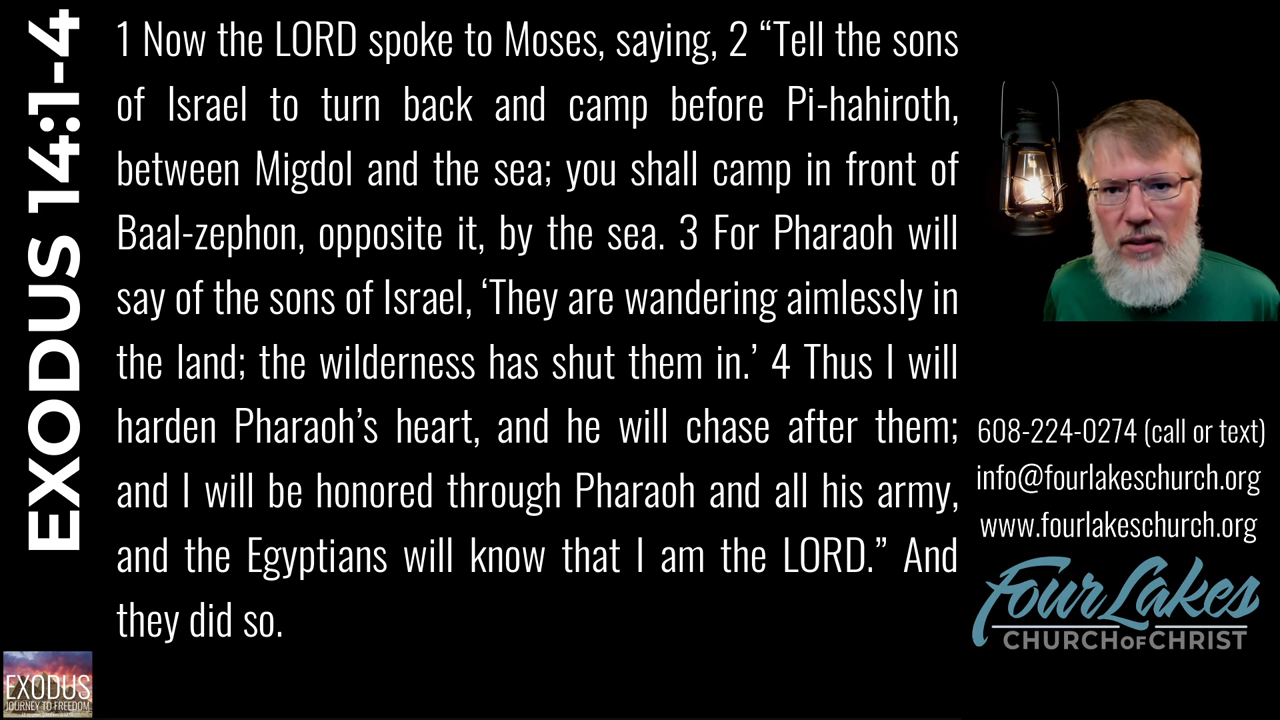 EXODUS 14:1-4
1 Now the LORD spoke to Moses, saying, 2 “Tell the sons
of Israel to turn back and camp before Pi-hahiroth,
between Migdol and the sea; you shall camp in front of
Baal-zephon, opposite it, by the sea. 3 For Pharaoh will
say of the sons of Israel, ‘They are wandering aimlessly in
the land; the wilderness has shut them in.’ 4 Thus I will
harden Pharaoh’s heart, and he will chase after them;
and I will be honored through Pharaoh and all his army,
and the Egyptians will know that I am the LORD.” And
they did so.
608-224-0274 (call or text)
info@fourlakeschurch.org
www.fourlakeschurch.org
Four Lakes
CHURCH OF CHRIST
EXODUS
JOURNEY TO FREEDOM